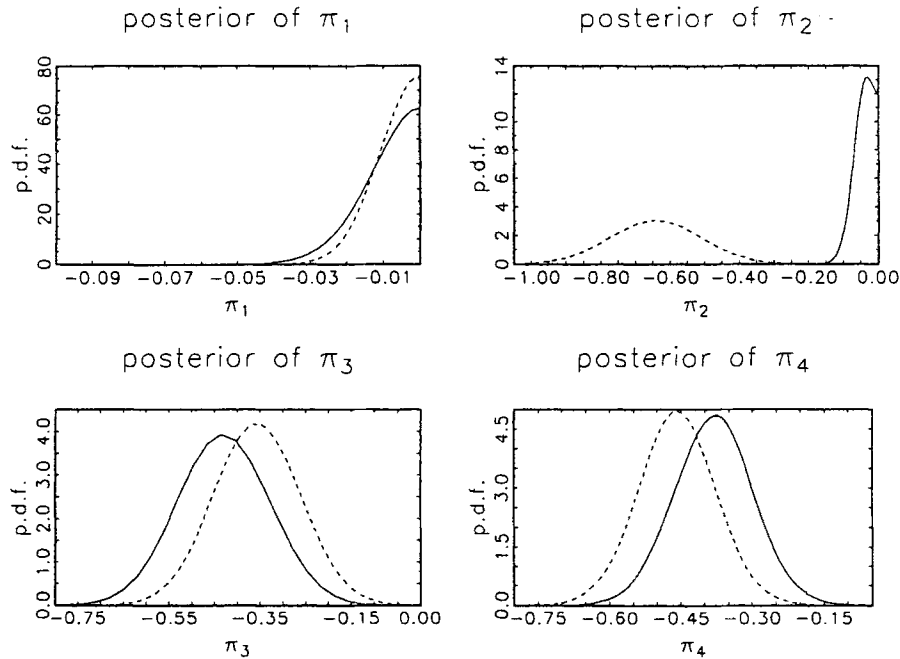 posterior of π₁
80
60
40
20
0
p.d.f.
-0.09 -0.07 -0.05 -0.03 -0.01
π₁
posterior of π₂
14
12
10
8
6
4
2
0
p.d.f.
-1.00 -0.80 -0.60 -0.40 -0.20 0.00
π₂
posterior of π₃
4.0
3.0
2.0
1.0
0.0
p.d.f.
-0.75 -0.55 -0.35 -0.15 0.00
π₃
posterior of π₄
4.5
3.0
1.5
0.0
p.d.f.
-0.75 -0.60 -0.45 -0.30 -0.15
π₄